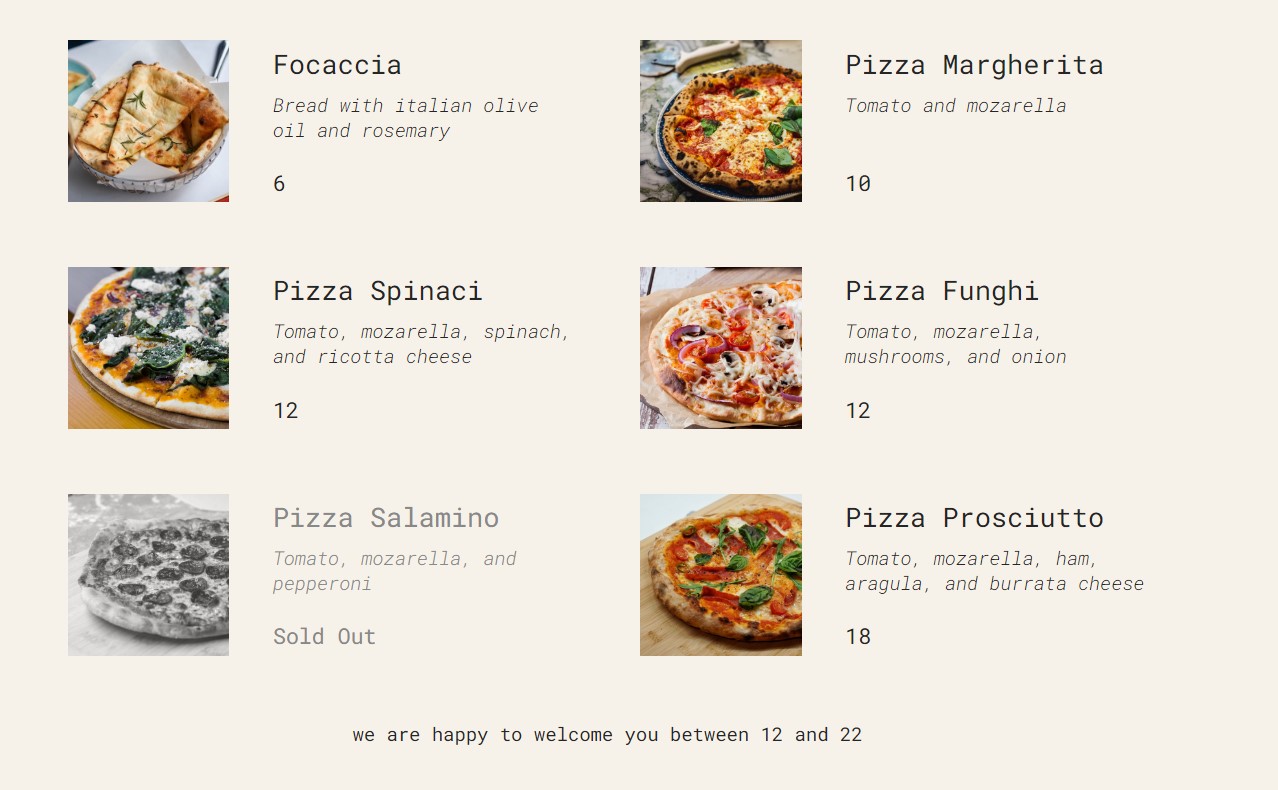 Focaccia
Bread with italian olive
oil and rosemary
6
Pizza Margherita
Tomato and mozarella
10
Pizza Spinaci
Tomato, mozarella, spinach,
and ricotta cheese
12
Pizza Funghi
Tomato, mozarella,
mushrooms, and onion
12
Pizza Salamino
Tomato, mozarella, and
pepperoni
Sold Out
Pizza Prosciutto
Tomato, mozarella, ham,
aragula, and burrata cheese
18
we are happy to welcome you between 12 and 22